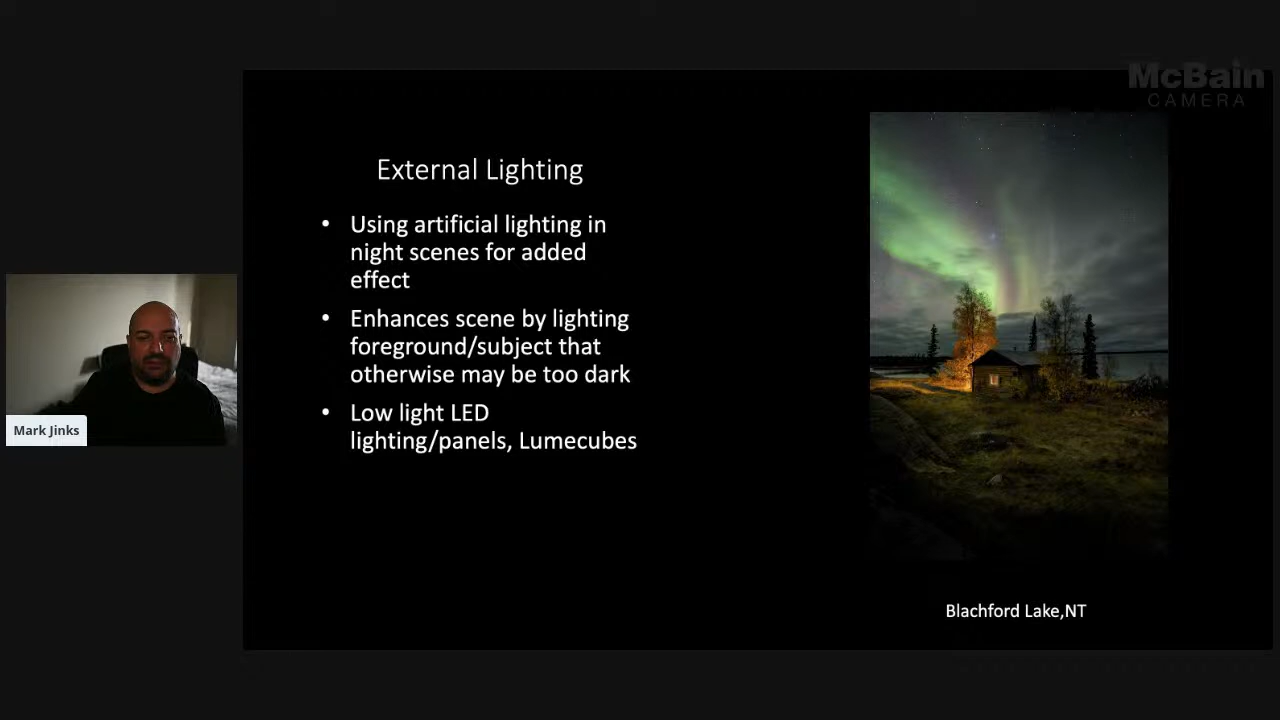 McBain
CAMERA
External Lighting
• Using artificial lighting in
night scenes for added
effect
• Enhances scene by lighting
foreground/subject that
otherwise may be too dark
• Low light LED
lighting/panels, Lumecubes
Mark Jinks
Blachford Lake,NT